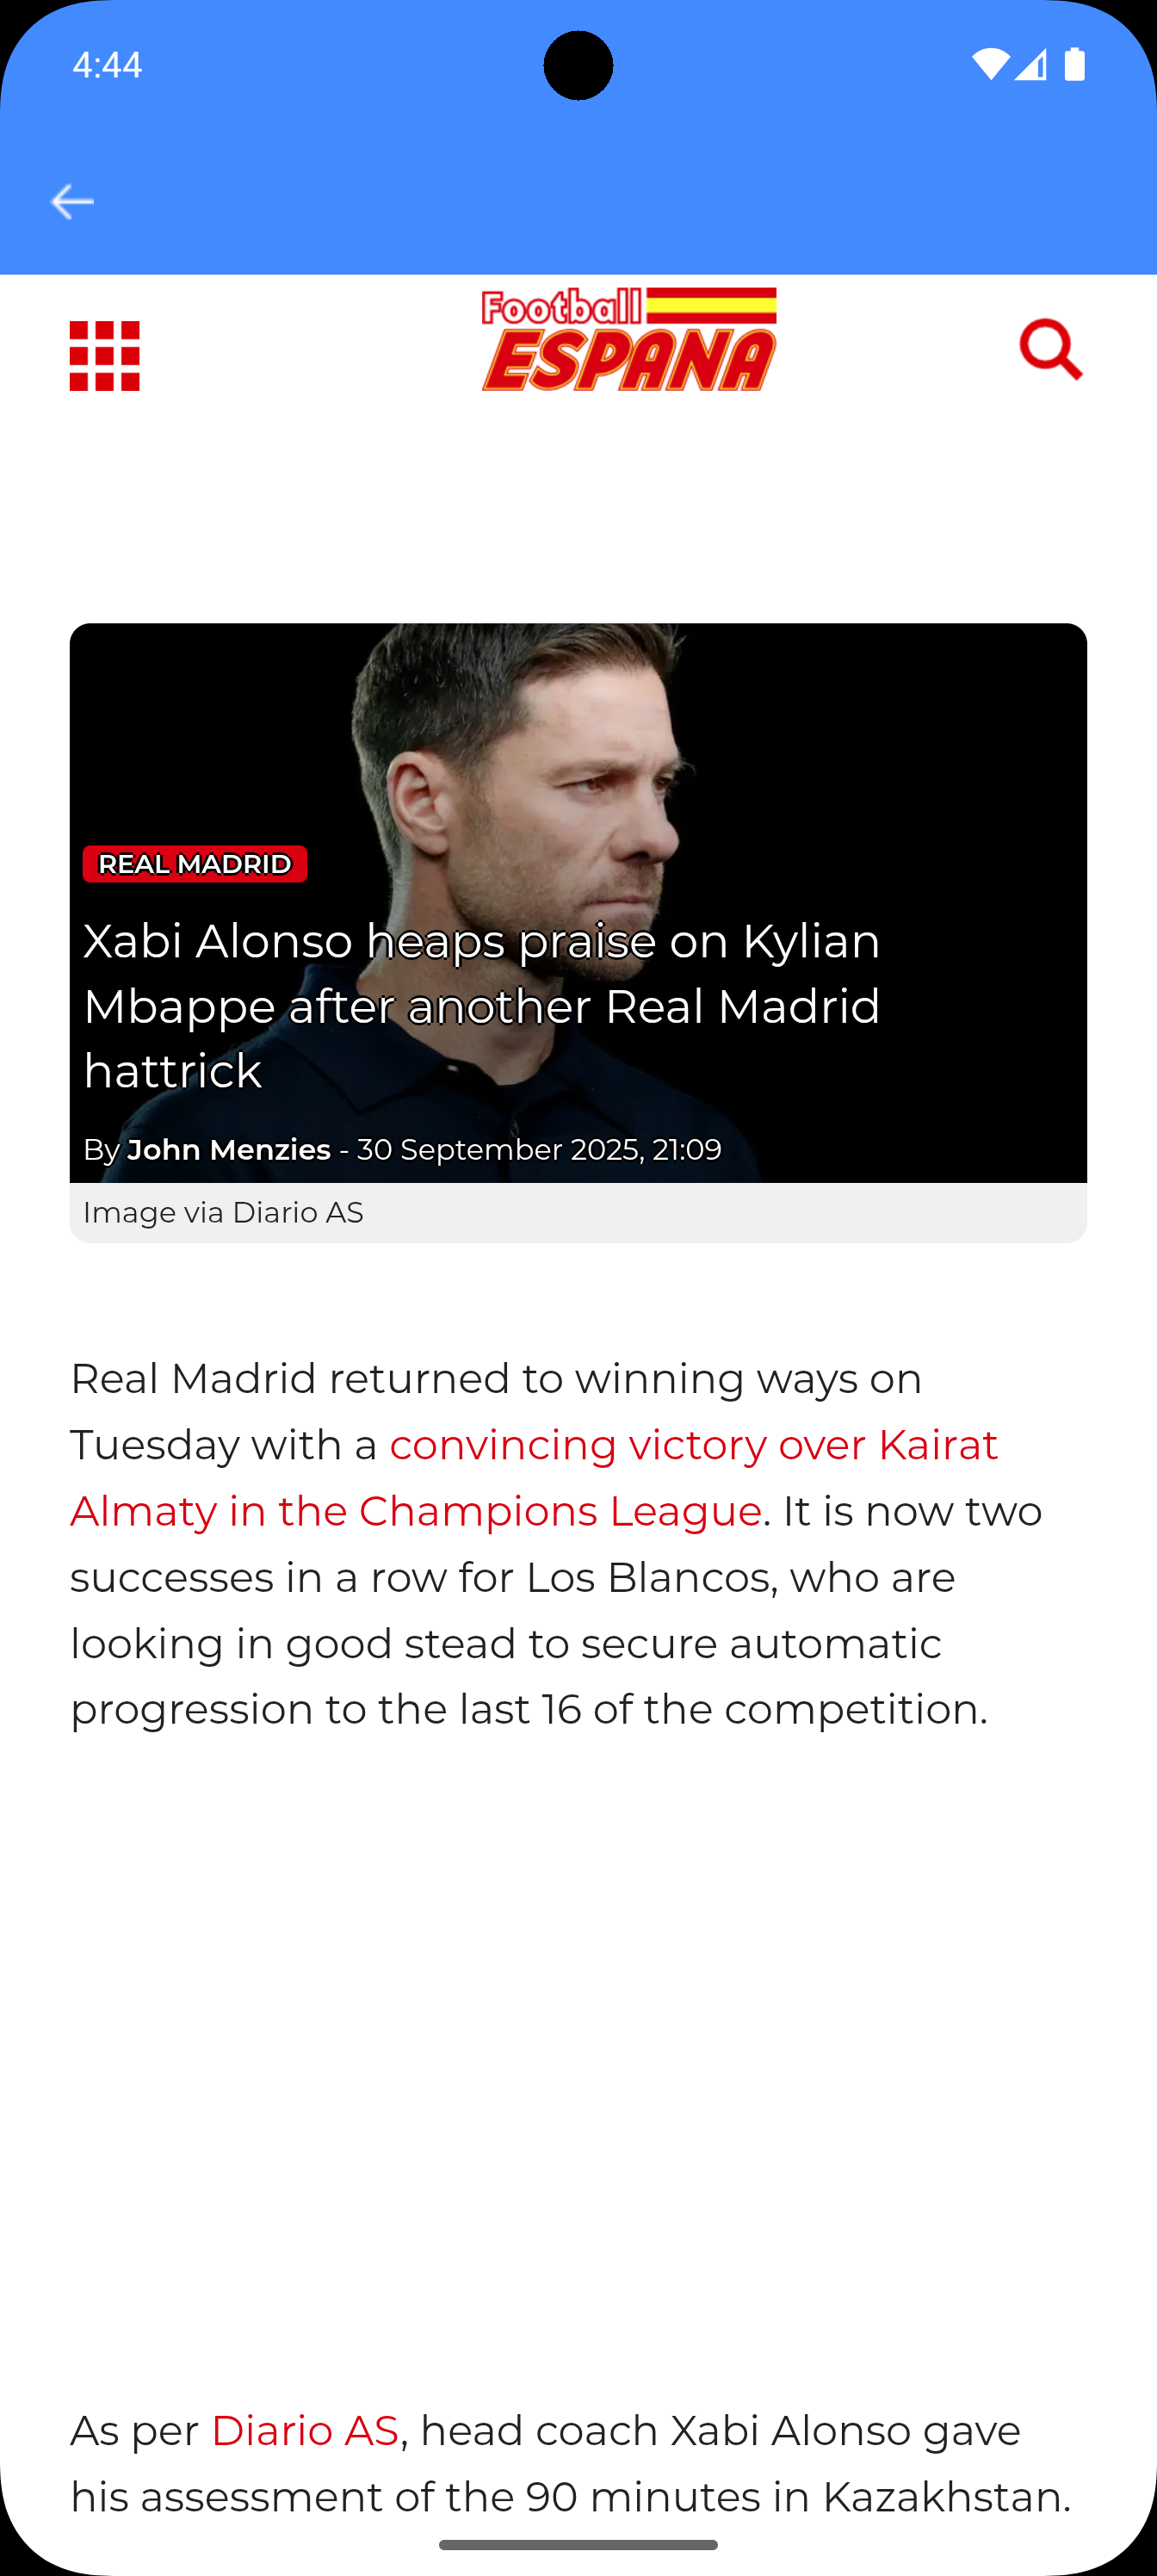 4:44
Football
ESPANA
REAL MADRID
Xabi Alonso heaps praise on Kylian
Mbappe after another Real Madrid
hattrick
By John Menzies - 30 September 2025, 21:09
Image via Diario AS
Real Madrid returned to winning ways on
Tuesday with a convincing victory over Kairat
Almaty in the Champions League. It is now two
successes in a row for Los Blancos, who are
looking in good stead to secure automatic
progression to the last 16 of the competition.
As per Diario AS, head coach Xabi Alonso gave
his assessment of the 90 minutes in Kazakhstan.